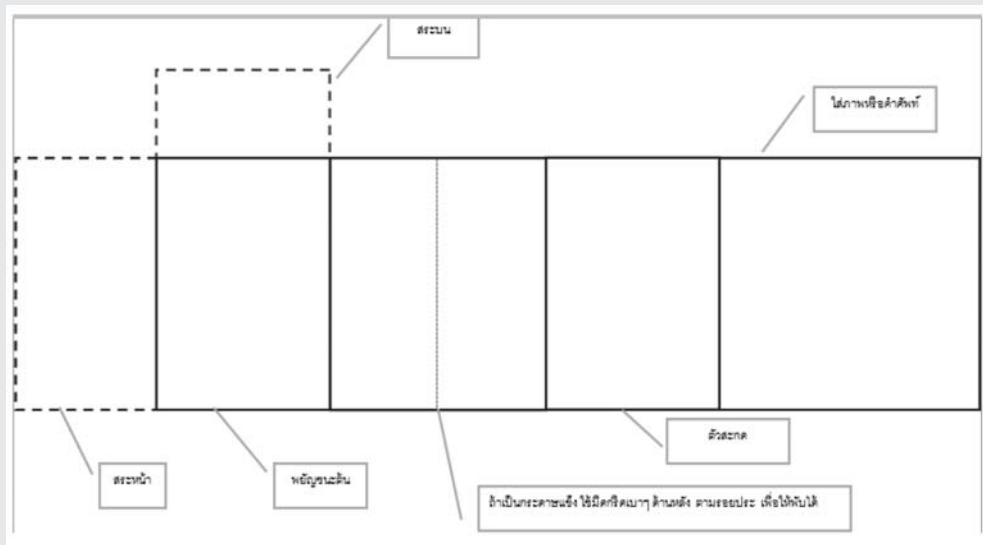 สระบน
ใส่ภาพหรือคำศัพท์
ตัวสะกด
สระหน้า
พยัญชนะต้น
ถ้าเป็นกระดาษแข็ง ใช้มีดกรีดเบาๆ ด้านหลัง ตามรอยประ เพื่อให้พับได้